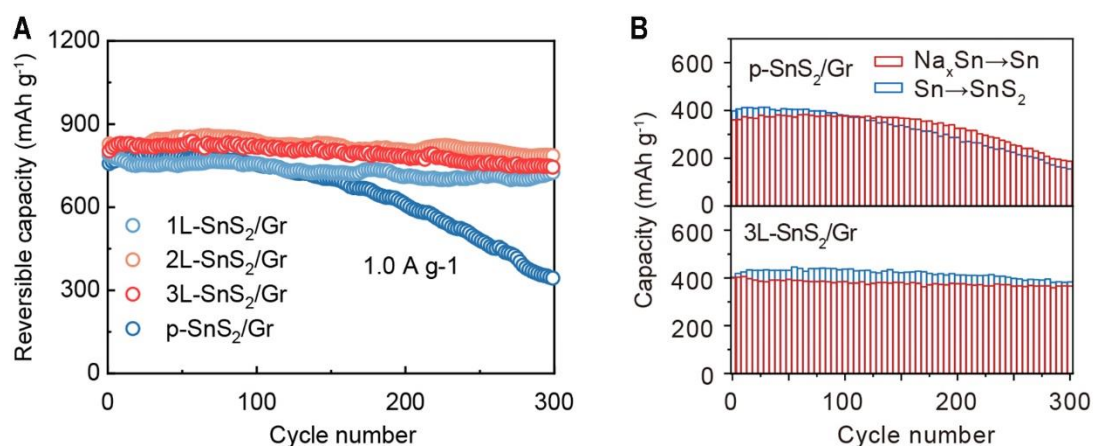 A
Reversible capacity (mAh g⁻¹)
1200
900
600
300
0
1L-SnS₂/Gr
2L-SnS₂/Gr
3L-SnS₂/Gr
p-SnS₂/Gr
1.0 A g-1
0 100 200 300
Cycle number
B
Capacity (mAh g⁻¹)
600
400
200
0
p-SnS₂/Gr
NaₓSn→Sn
Sn→SnS₂
600
400
200
0
3L-SnS₂/Gr
0 100 200 300
Cycle number